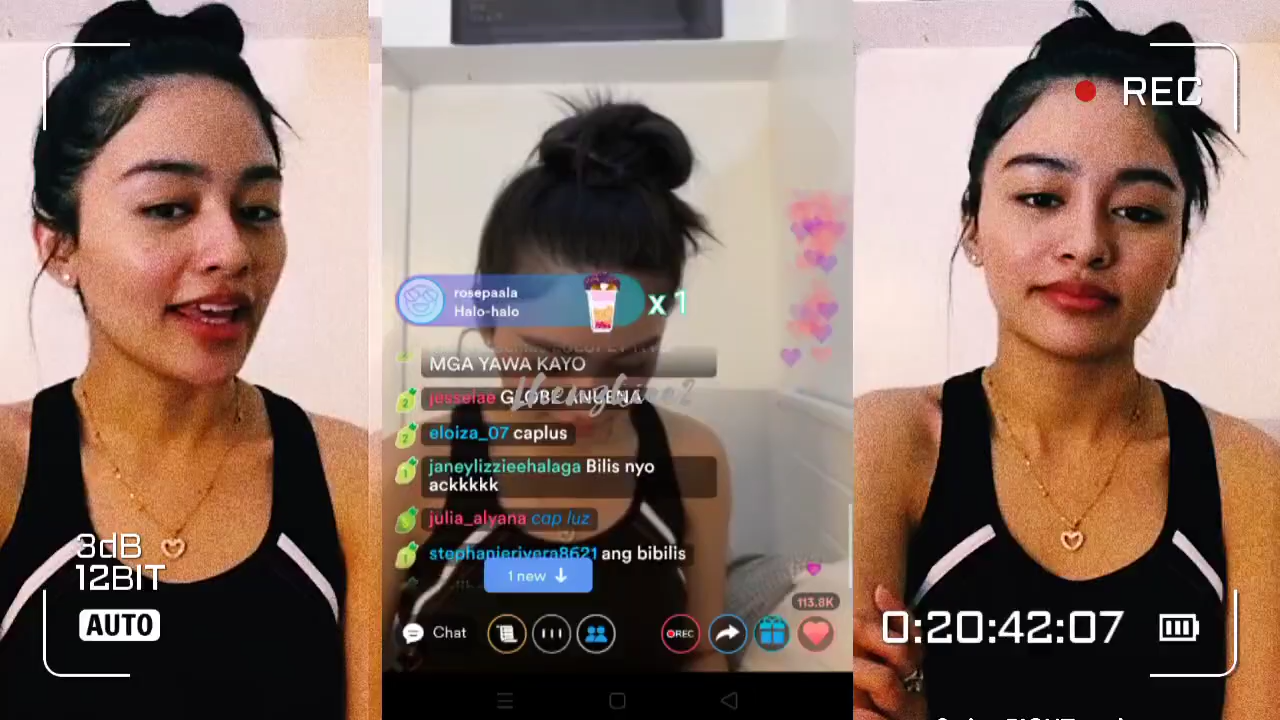 REC
rosepaala
Halo-halo
x 1
MGA YAWA KAYO
jesselae GLOBE ANUENA
eloiza_07 caplus
janeylizzieehalaga Bilis nyo
ackkkkk
julia_alyana cap luz
stephanierivera8621 ang bibilis
1 new
3dB
12BIT
AUTO
113.8K
Chat
REC
0:20:42:07